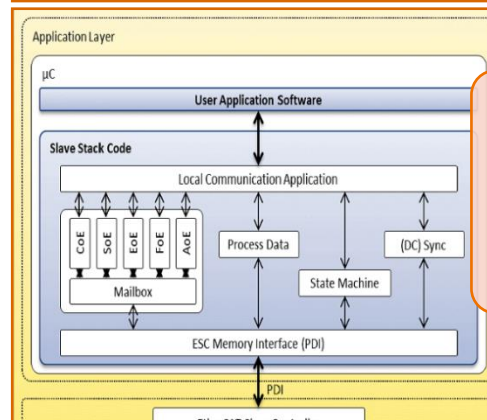 Application Layer
µC
User Application Software
Slave Stack Code
Local Communication Application
CoE
SoE
EoE
FoE
AoE
Process Data
(DC) Sync
State Machine
Mailbox
ESC Memory Interface (PDI)
PDI